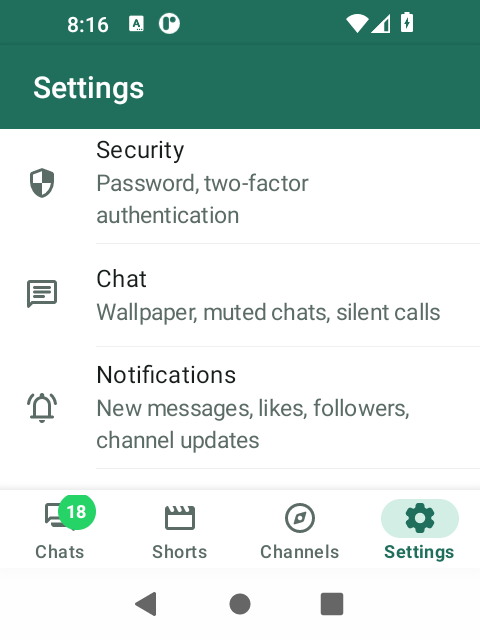 8:16
Settings
Security
Password, two-factor
authentication
Chat
Wallpaper, muted chats, silent calls
Notifications
New messages, likes, followers,
channel updates
18
Chats
Shorts
Channels
Settings